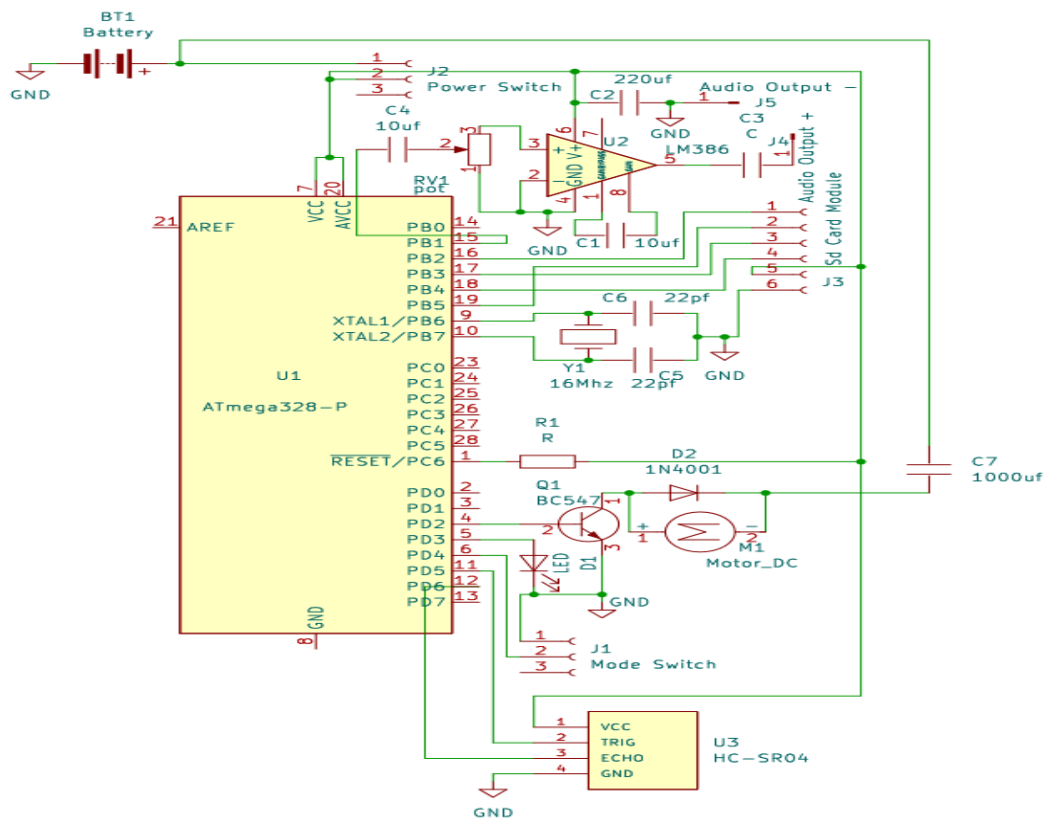 BT1
Battery
+
GND
1
2
3
J2
Power Switch
220uf
C2
Audio Output -
1
J5
GND
C3
C
J4
Audio Output +
1
C4
10uf
2
3
1
RV1
pot
U2
LM386
6
7
3
+
2
-
GND
V+
BYPASS
GAIN
5
4
1
8
GND
C1
10uf
1
2
3
4
5
6
Sd Card Module
J3
7
20
VCC
AVCC
21
AREF
PB0
14
PB1
15
PB2
16
PB3
17
PB4
18
PB5
19
XTAL1/PB6
9
XTAL2/PB7
10
C6
22pf
Y1
16Mhz
C5
22pf
GND
U1
ATmega328-P
PC0
23
PC1
24
PC2
25
PC3
26
PC4
27
PC5
28
RESET/PC6
1
R1
R
PD0
2
PD1
3
PD2
4
PD3
5
PD4
6
PD5
11
PD6
12
PD7
13
GND
8
Q1
BC547
1
2
3
D2
1N4001
C7
1000uf
+
1
M
-
2
M1
Motor_DC
LED
D1
GND
1
2
3
J1
Mode Switch
1
VCC
2
TRIG
3
ECHO
4
GND
U3
HC-SR04
GND